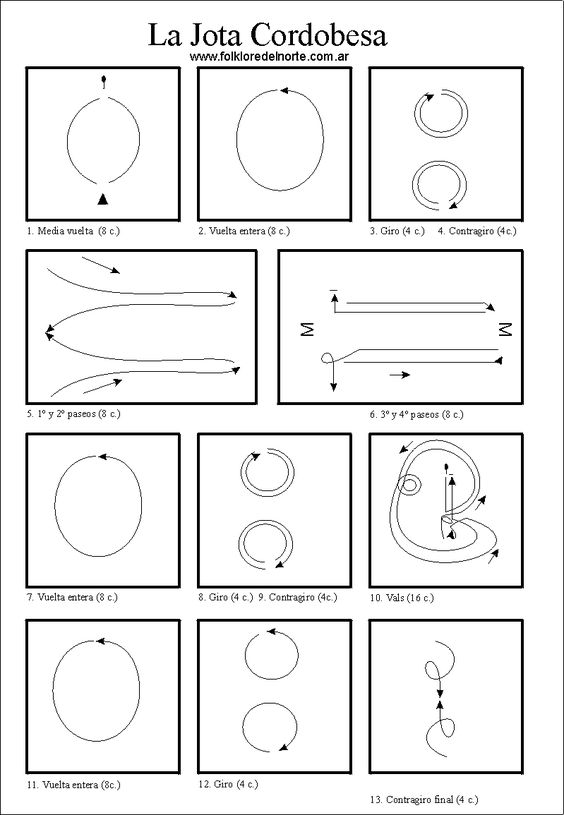 La Jota Cordobesa
www.folkloredelnorte.com.ar
1. Media vuelta (8 c.)
2. Vuelta entera (8 c.)
3. Giro (4 c.) 4. Contragiro (4c.)
M M
5. 1º y 2º paseos (8 c.)
6. 3º y 4º paseos (8 c.)
7. Vuelta entera (8 c.)
8. Giro (4 c.) 9. Contragiro (4c.)
10. Vals (16 c.)
11. Vuelta entera (8c.)
12. Giro (4 c.)
13. Contragiro final (4 c.)